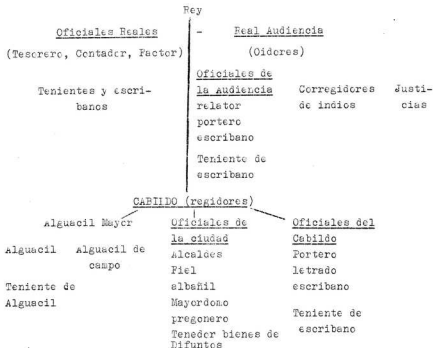 Rey
Oficiales Reales - Real Audiencia
(Tesorero, Contador, Factor) (Oidores)
Oficiales de
Tenientes y escri- la Audiencia Corregidores Justi-
banos relator de indios cias
portero
escribano
Teniente de
escribano
CABILDO (regidores)
Alguacil Mayor Oficiales de Oficiales del
la ciudad Cabildo
Alguacil Alguacil de Alcaldes Portero
campo Fiel letrado
Teniente de albañil escribano
Alguacil Mayordomo
pregonero Teniente de
Tenedor bienes de escribano
Difuntos